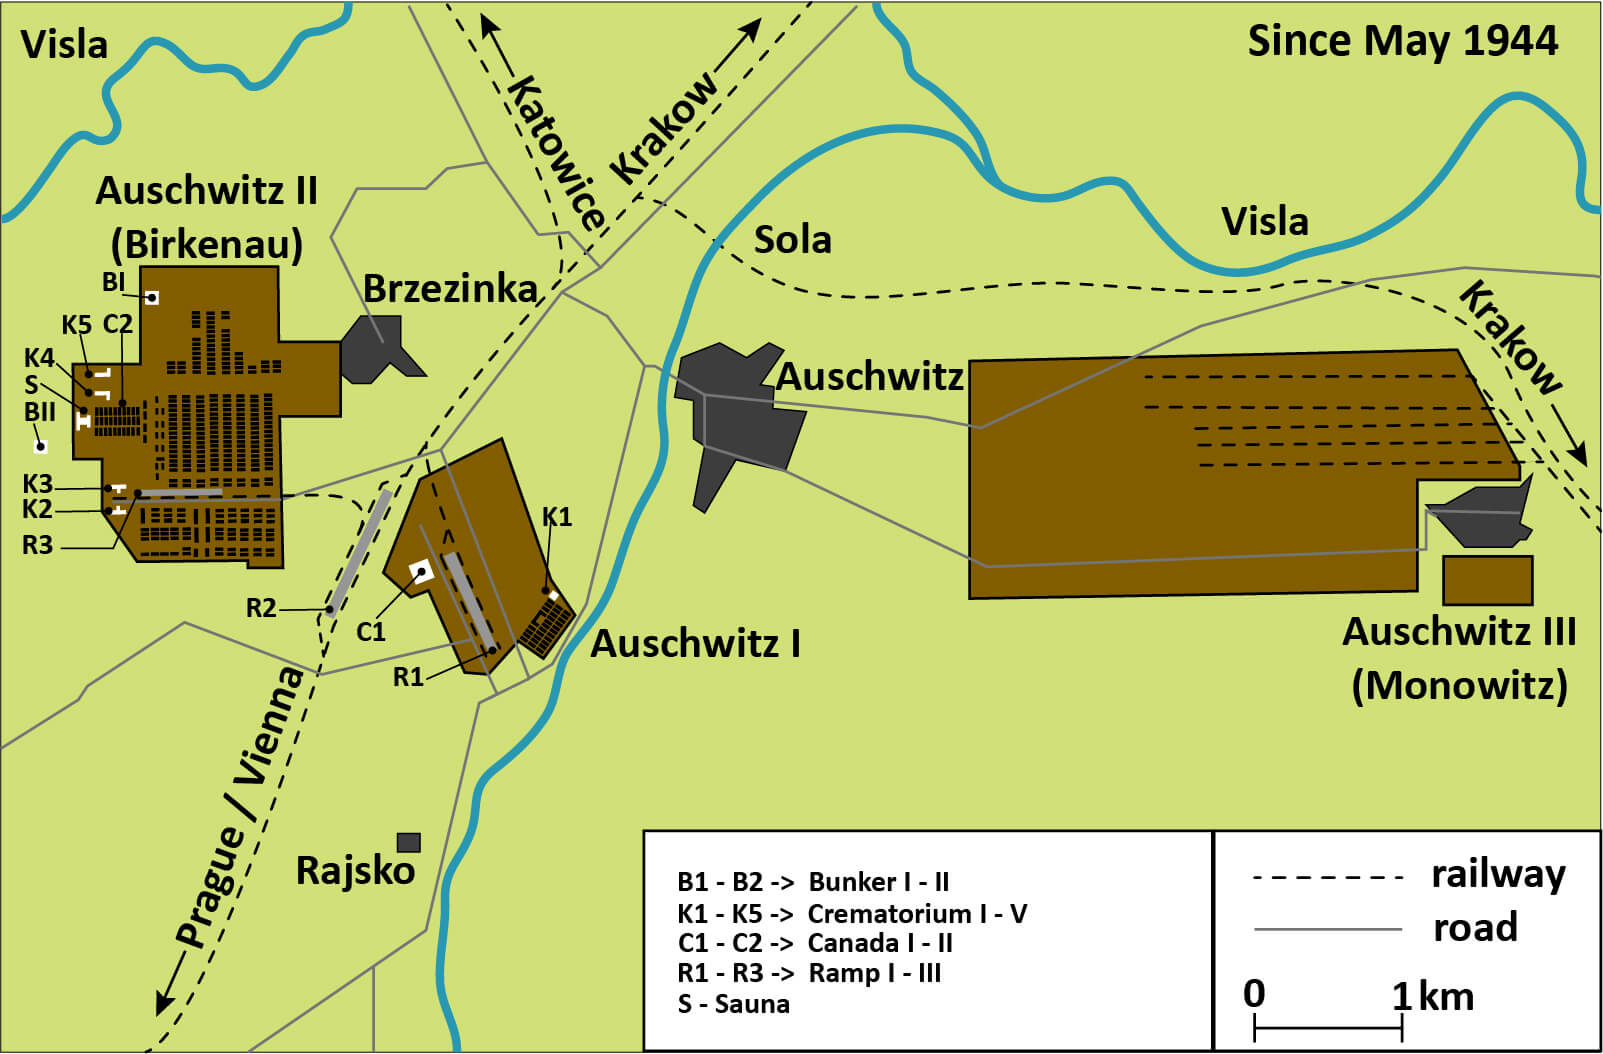 Visla
Since May 1944
Katowice
Krakow
Auschwitz II
(Birkenau)
Sola
Visla
BI
Brzezinka
Krakow
K5
C2
K4
S
BII
Auschwitz
K3
K2
R3
K1
R2
C1
R1
Auschwitz I
Auschwitz III
(Monowitz)
Prague / Vienna
Rajsko
B1 - B2 -> Bunker I - II
K1 - K5 -> Crematorium I - V
C1 - C2 -> Canada I - II
R1 - R3 -> Ramp I - III
S - Sauna
railway
road
0 1 km